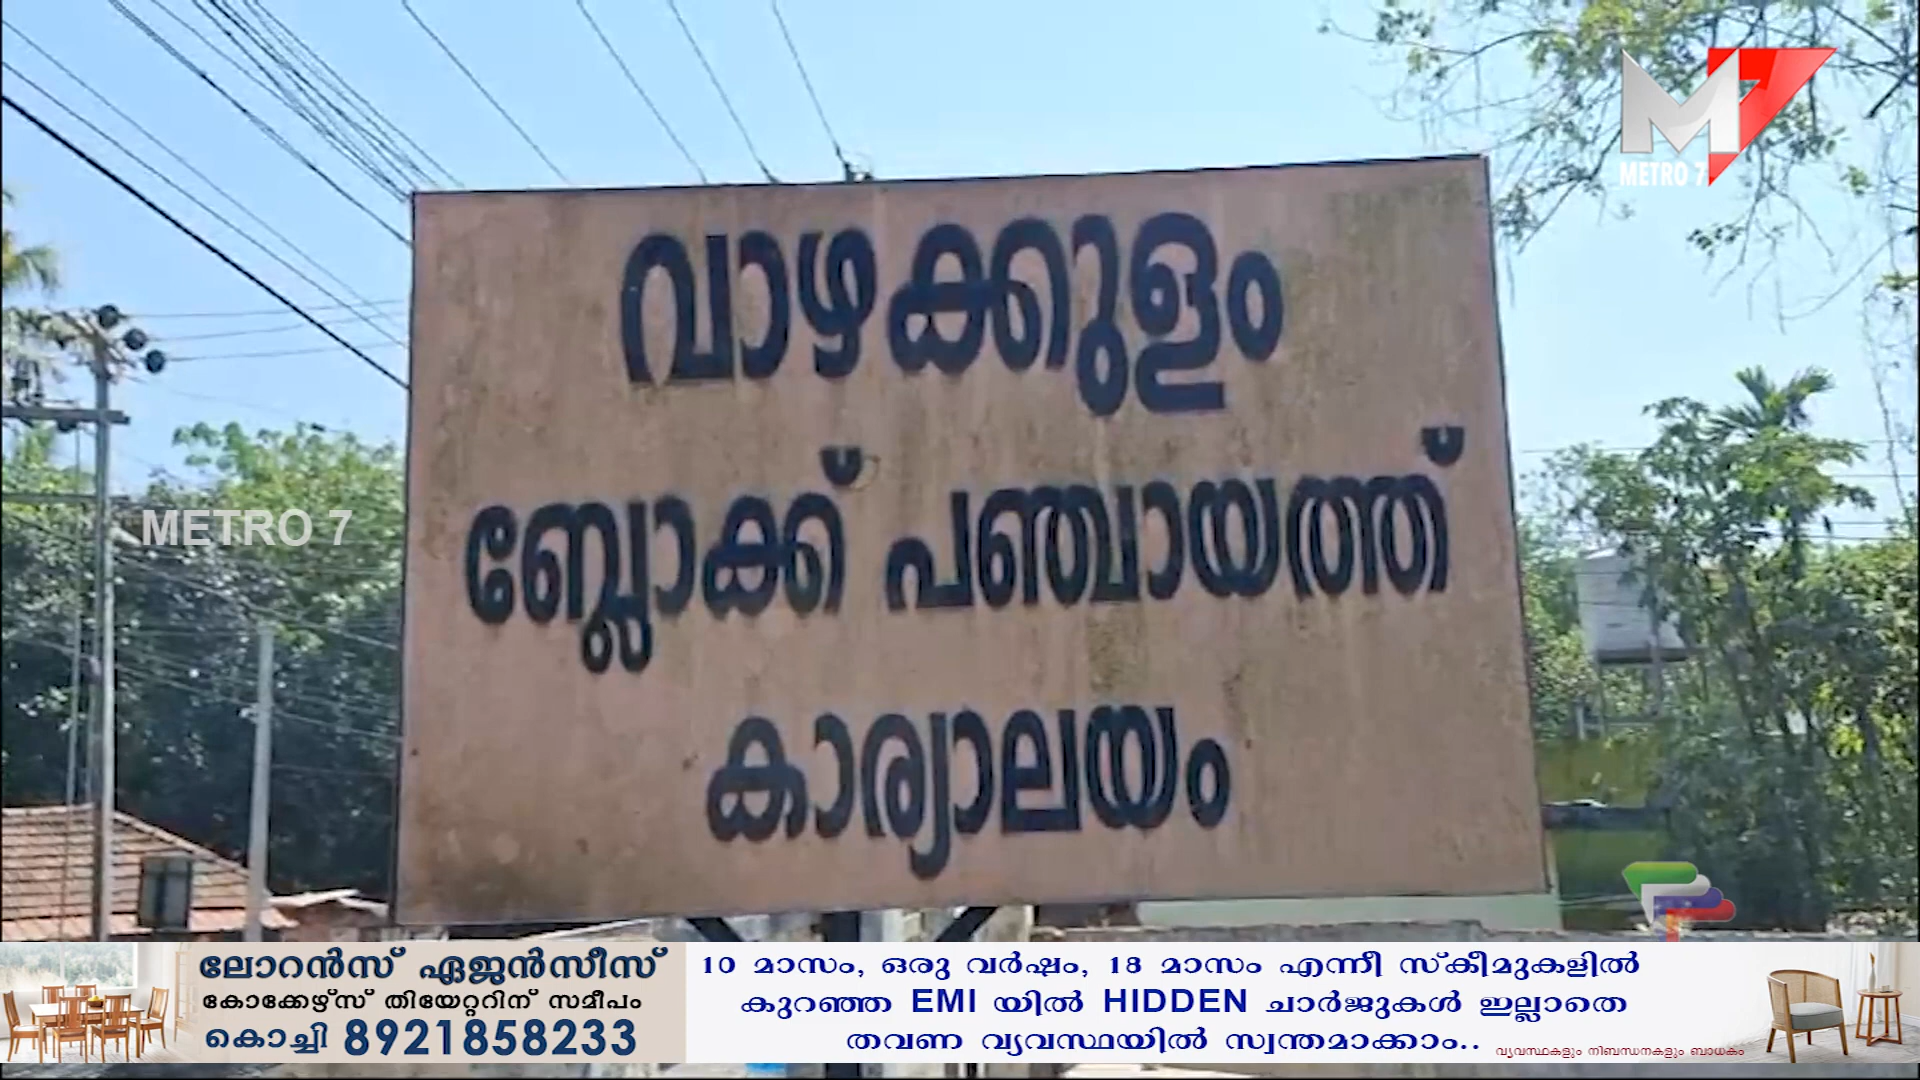 METRO 7
വാഴക്കുളം
ബ്ലോക്ക് പഞ്ചായത്ത്
കാര്യാലയം
METRO 7
ലോറൻസ് ഏജൻസീസ്
കോക്കേഴ്സ് തിയേറ്ററിന് സമീപം
കൊച്ചി 8921858233
10 മാസം, ഒരു വർഷം, 18 മാസം എന്നീ സ്കീമുകളിൽ
കുറഞ്ഞ EMI യിൽ HIDDEN ചാർജുകൾ ഇല്ലാതെ
തവണ വ്യവസ്ഥയിൽ സ്വന്തമാക്കാം..
വ്യവസ്ഥകളും നിബന്ധനകളും ബാധകം